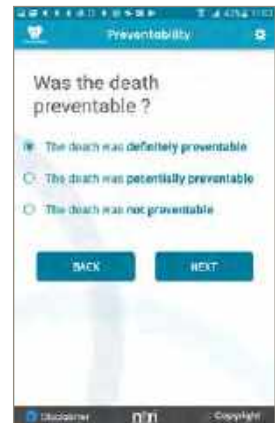 Preventability
Was the death
preventable ?
The death was definitely preventable
The death was potentially preventable
The death was not preventable
BACK
NEXT
Disclaimer
Copyright